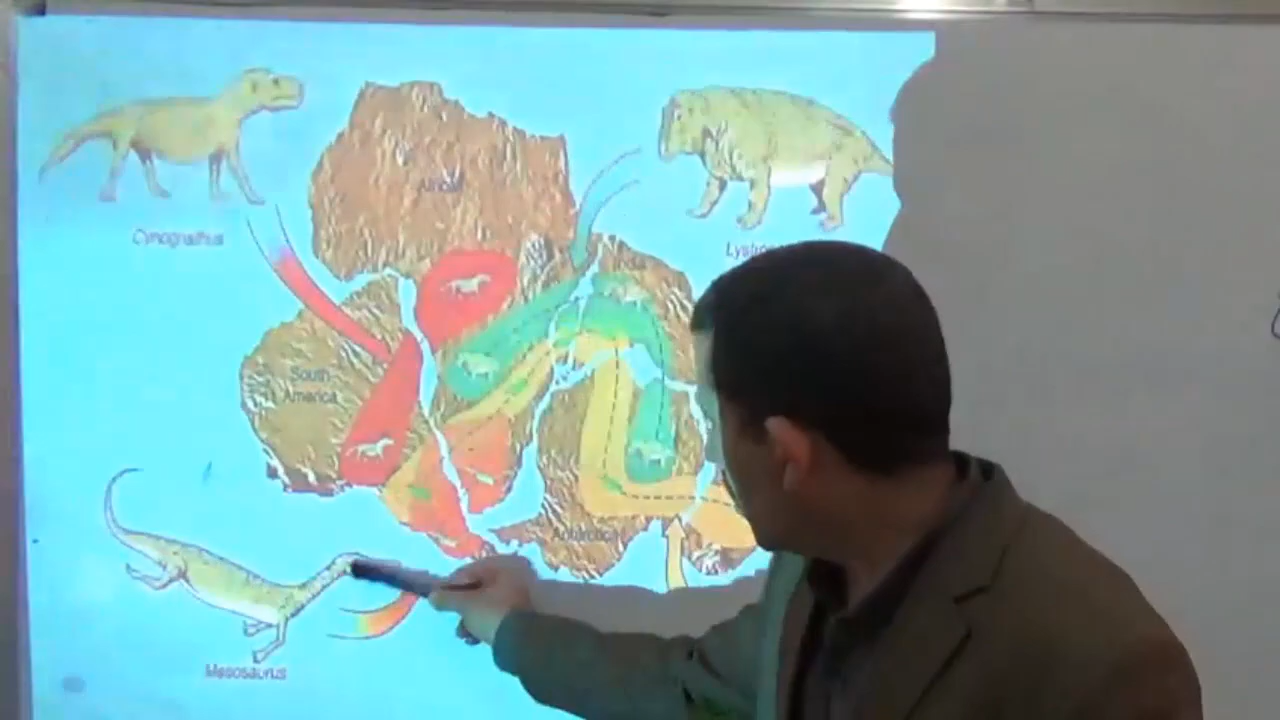 Africa
Cynognathus
South
America
Antarctica
Mesosaurus